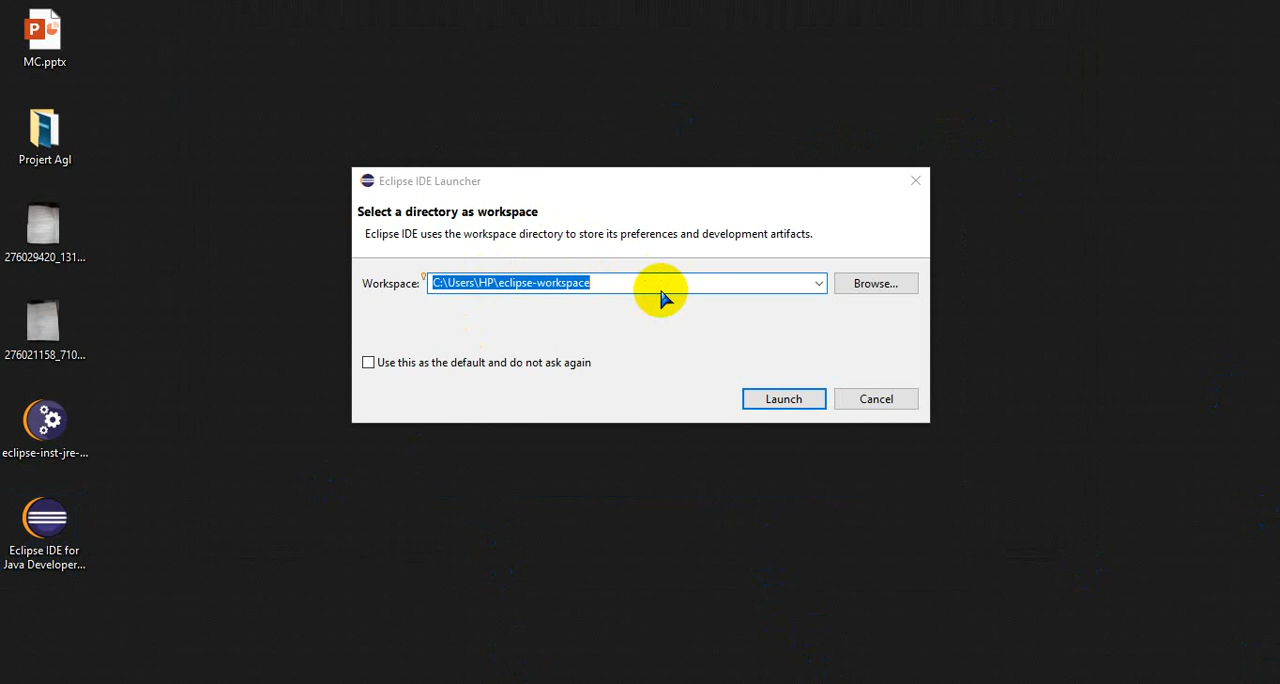 MC.pptx
Projert Agl
276029420_131...
276021158_710...
eclipse-inst-jre-...
Eclipse IDE for
Java Developer...
Eclipse IDE Launcher
Select a directory as workspace
Eclipse IDE uses the workspace directory to store its preferences and development artifacts.
Workspace: C:\Users\HP\eclipse-workspace Browse...
Use this as the default and do not ask again
Launch Cancel